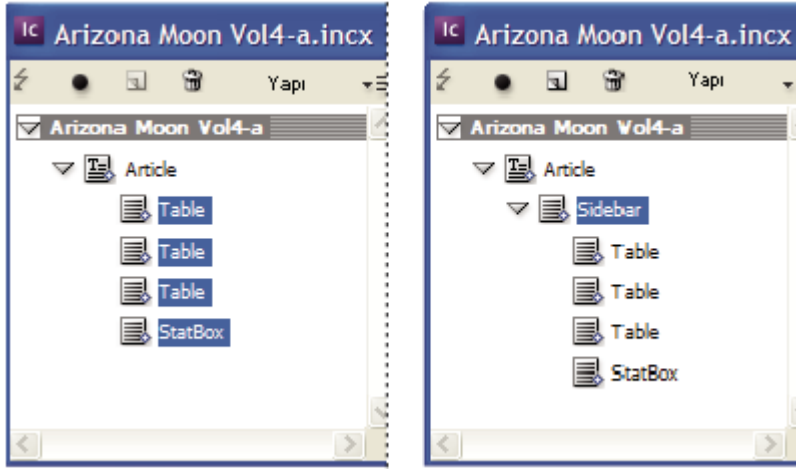 Ic Arizona Moon Vol4-a.incx
Yapı
Arizona Moon Vol4-a
Article
Table
Table
Table
StatBox
Ic Arizona Moon Vol4-a.incx
Yapı
Arizona Moon Vol4-a
Article
Sidebar
Table
Table
Table
StatBox